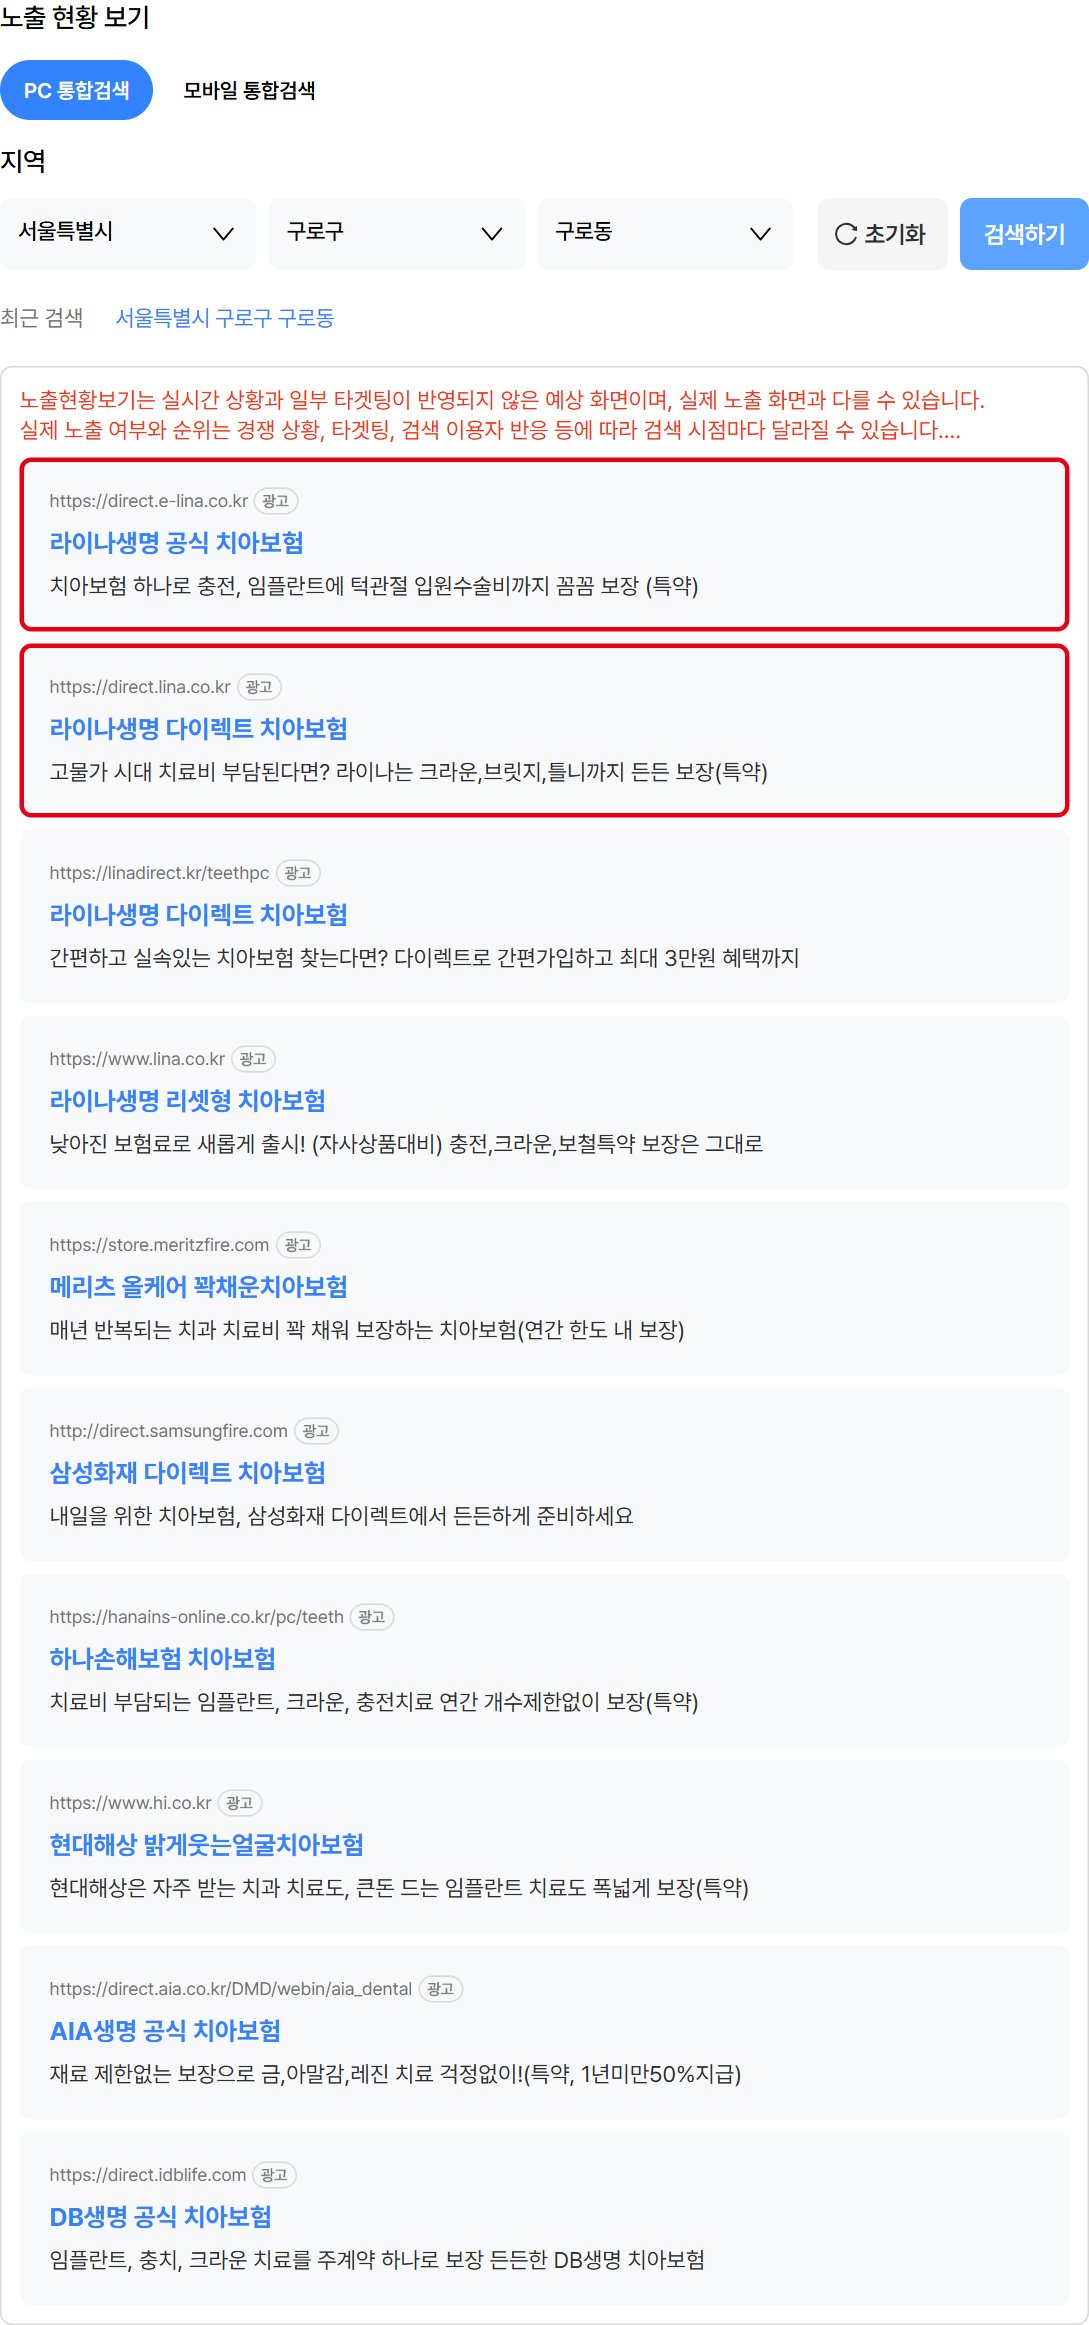 노출 현황 보기
PC 통합검색
모바일 통합검색
지역
서울특별시
구로구
구로동
초기화
검색하기
최근 검색
서울특별시 구로구 구로동
노출현황보기는 실시간 상황과 일부 타겟팅이 반영되지 않은 예상 화면이며, 실제 노출 화면과 다를 수 있습니다.
실제 노출 여부와 순위는 경쟁 상황, 타겟팅, 검색 이용자 반응 등에 따라 검색 시점마다 달라질 수 있습니다....
https://direct.e-lina.co.kr 광고
라이나생명 공식 치아보험
치아보험 하나로 충전, 임플란트에 턱관절 입원수술비까지 꼼꼼 보장 (특약)
https://direct.lina.co.kr 광고
라이나생명 다이렉트 치아보험
고물가 시대 치료비 부담된다면? 라이나는 크라운,브릿지,틀니까지 든든 보장(특약)
https://linadirect.kr/teethpc 광고
라이나생명 다이렉트 치아보험
간편하고 실속있는 치아보험 찾는다면? 다이렉트로 간편가입하고 최대 3만원 혜택까지
https://www.lina.co.kr 광고
라이나생명 리셋형 치아보험
낮아진 보험료로 새롭게 출시! (자사상품대비) 충전,크라운,보철특약 보장은 그대로
https://store.meritzfire.com 광고
메리츠 올케어 꽉채운치아보험
매년 반복되는 치과 치료비 꽉 채워 보장하는 치아보험(연간 한도 내 보장)
http://direct.samsungfire.com 광고
삼성화재 다이렉트 치아보험
내일을 위한 치아보험, 삼성화재 다이렉트에서 든든하게 준비하세요
https://hanains-online.co.kr/pc/teeth 광고
하나손해보험 치아보험
치료비 부담되는 임플란트, 크라운, 충전치료 연간 개수제한없이 보장(특약)
https://www.hi.co.kr 광고
현대해상 밝게웃는얼굴치아보험
현대해상은 자주 받는 치과 치료도, 큰돈 드는 임플란트 치료도 폭넓게 보장(특약)
https://direct.aia.co.kr/DMD/webin/aia_dental 광고
AIA생명 공식 치아보험
재료 제한없는 보장으로 금,아말감,레진 치료 걱정없이!(특약, 1년미만50%지급)
https://direct.idblife.com 광고
DB생명 공식 치아보험
임플란트, 충치, 크라운 치료를 주계약 하나로 보장 든든한 DB생명 치아보험